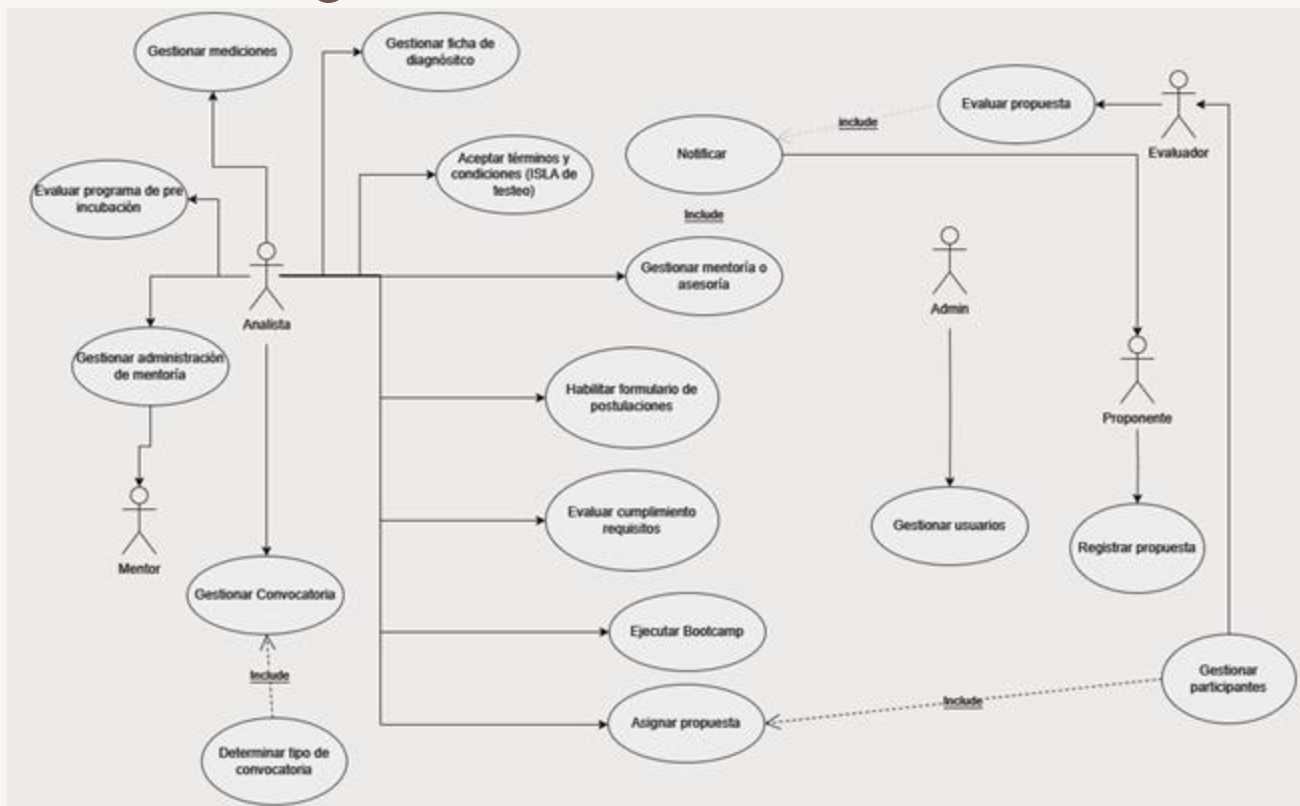 Gestionar mediciones
Gestionar ficha de
diagnósitco
Evaluar propuesta
include
Notificar
Evaluador
Aceptar términos y
condiciones (ISLA de
testeo)
Evaluar programa de pre
incubación
Include
Gestionar mentoría o
asesoría
Admin
Analista
Gestionar administración
de mentoría
Habilitar formulario de
postulaciones
Proponente
Evaluar cumplimiento
requisitos
Gestionar usuarios
Registrar propuesta
Mentor
Gestionar Convocatoria
Ejecutar Bootcamp
Include
Gestionar
participantes
Include
Asignar propuesta
Determinar tipo de
convocatoria